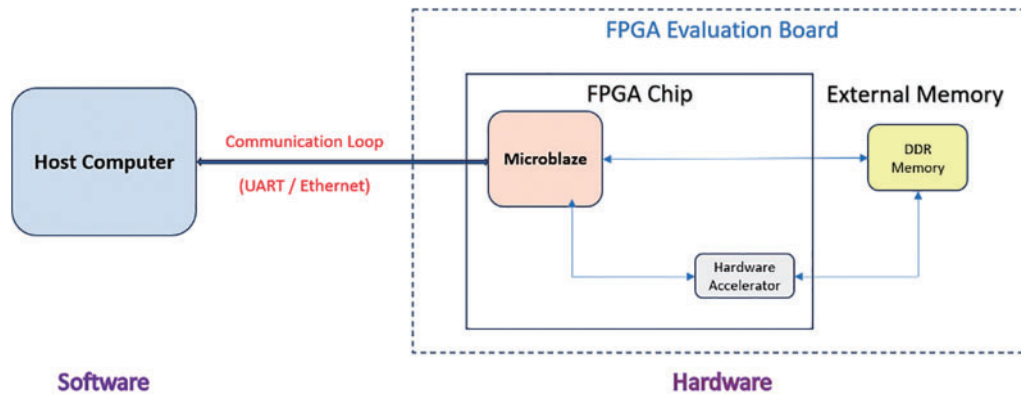 FPGA Evaluation Board
FPGA Chip
External Memory
Communication Loop
Host Computer
Microblaze
DDR
Memory
(UART / Ethernet)
Hardware
Accelerator
Software
Hardware